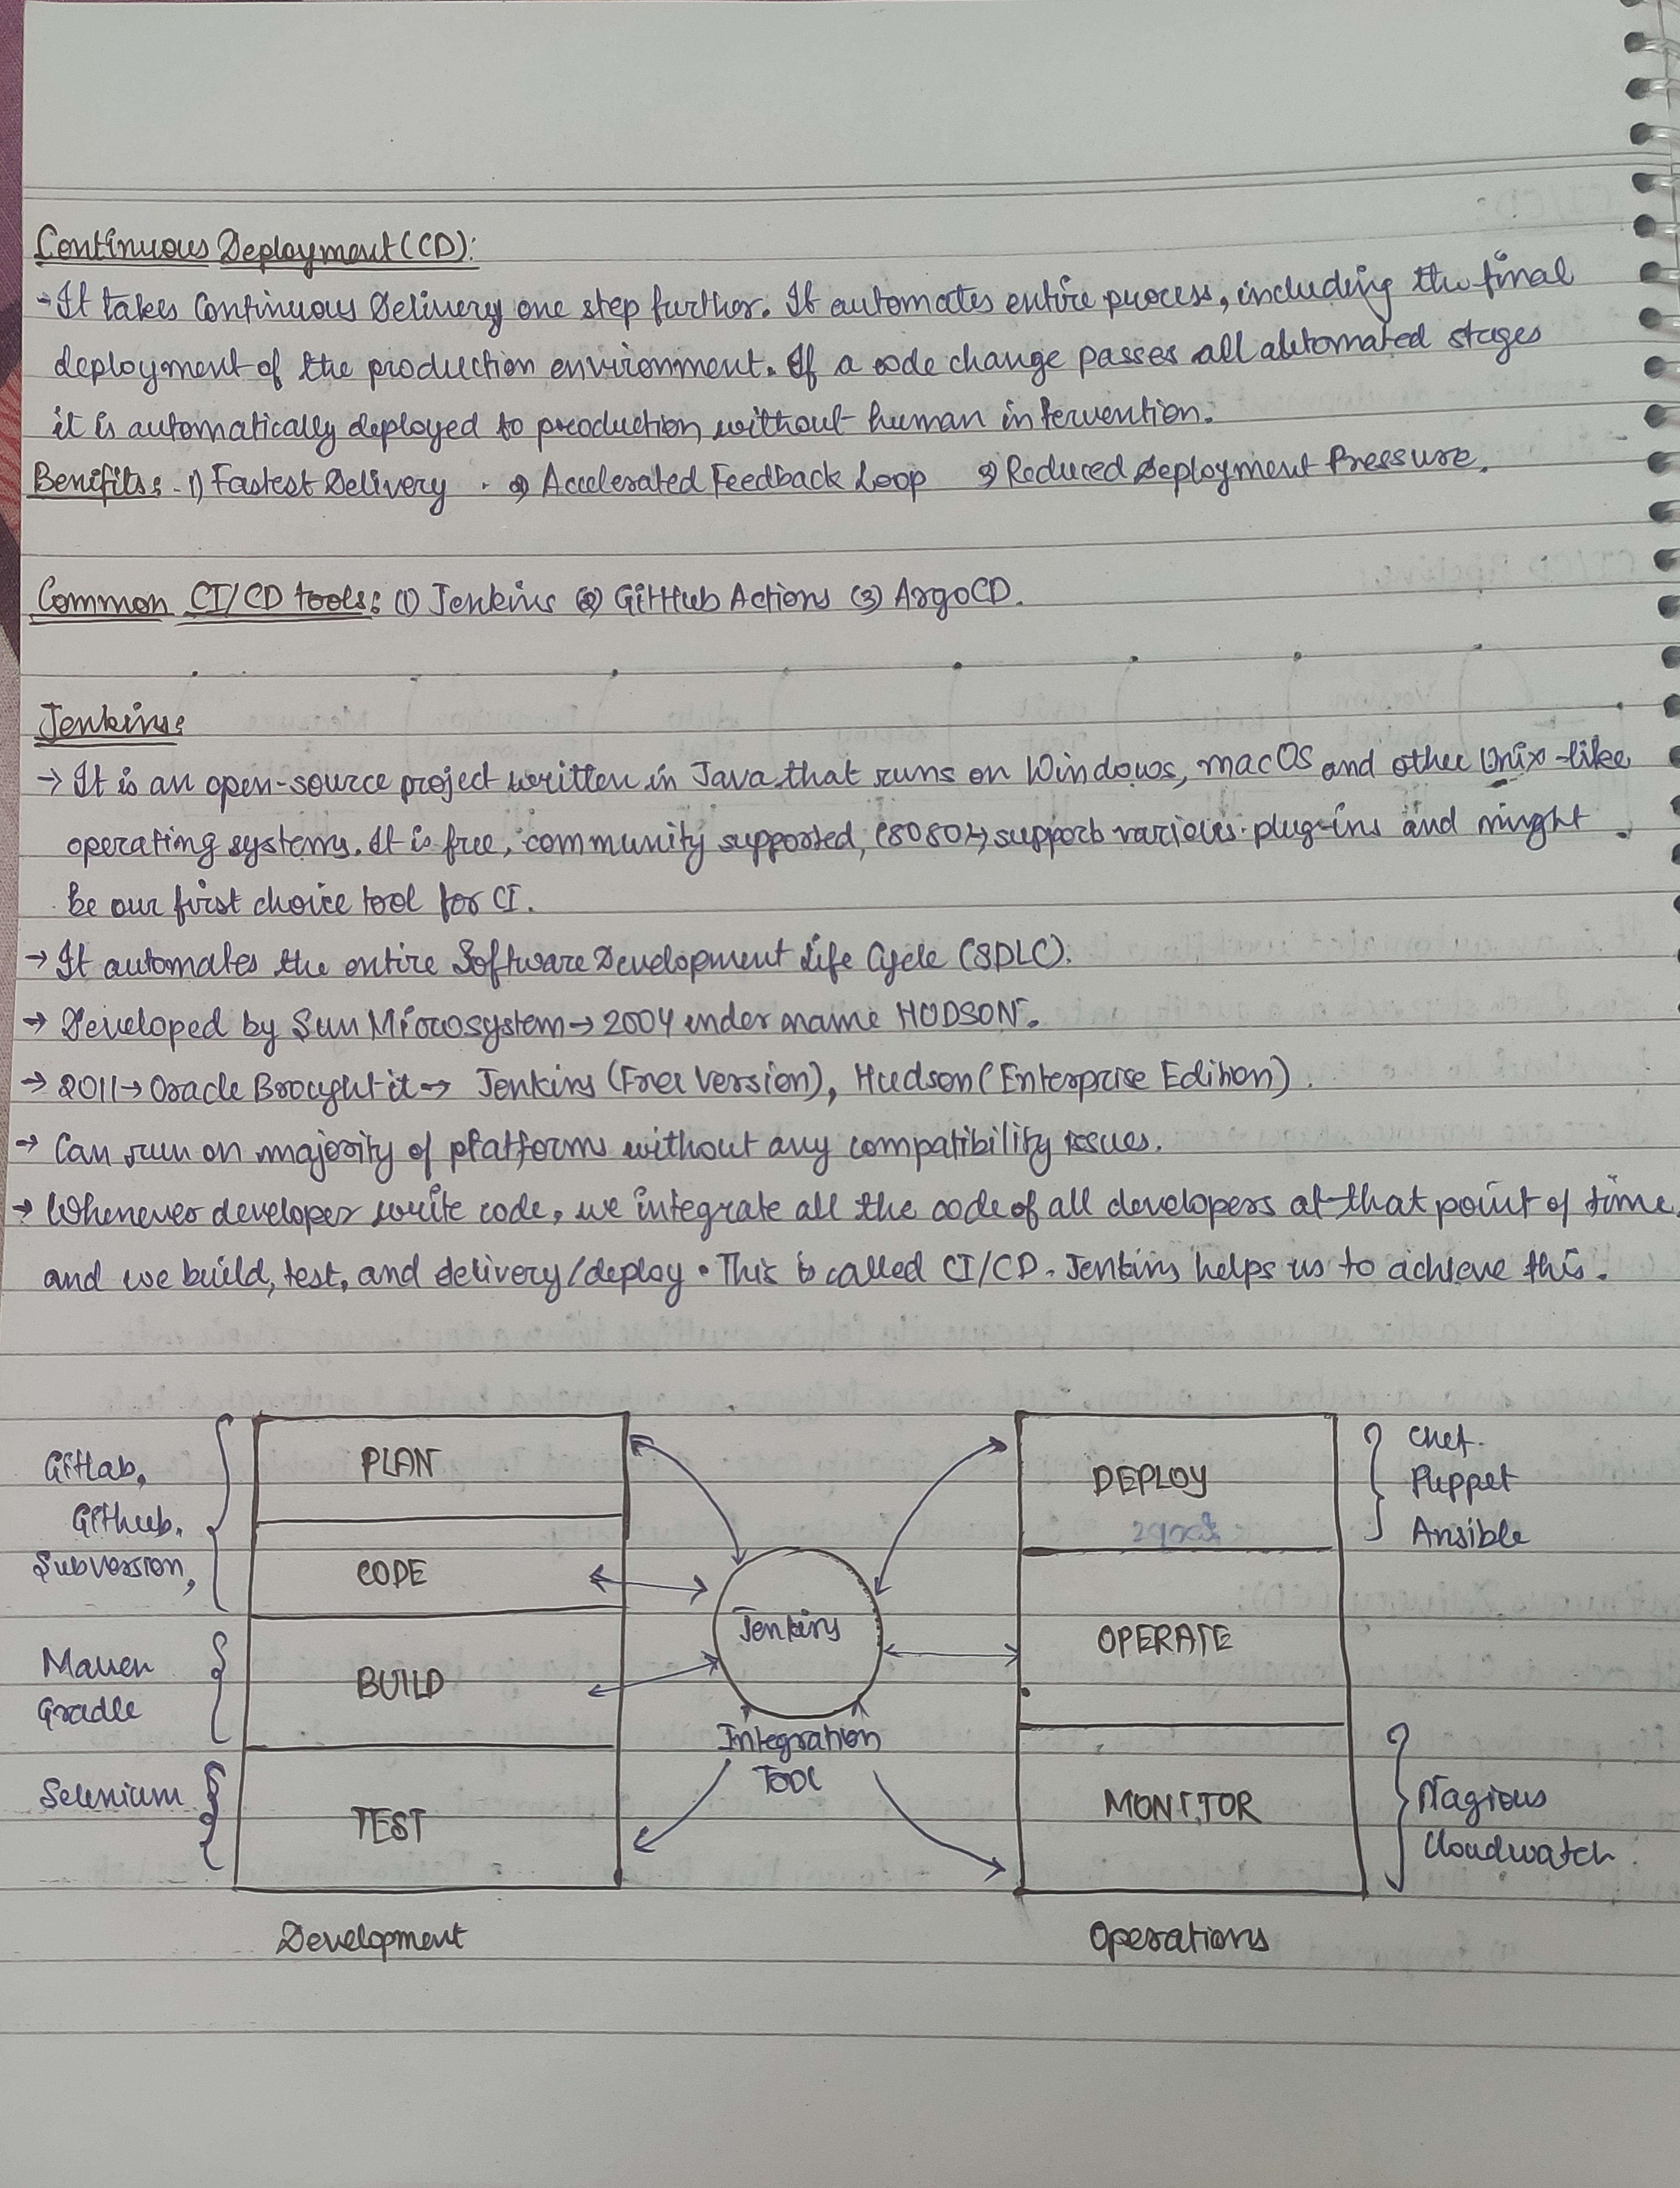 Continuous Deployment (CD):
→ It takes Continuous Delivery one step further. It automates entire process, including the final
deployment of the production environment. If a code change passes all automated stages
it is automatically deployed to production without human intervention.
Benifits: 1) Fastest Delivery. 2) Accelerated Feedback Loop 3) Reduced Deployment Pressure.
Common CI/CD tools: (1) Jenkins (2) GitHub Actions (3) ArgoCD.
Jenkins:
→ It is an open-source project written in Java that runs on Windows, macOS and other Unix-like
operating systems. It is free, community supported, (8080) supports various plug-ins and might
be our first choice tool for CI.
→ It automates the entire Software Development Life Cycle (SDLC).
→ Developed by Sun Microsystem → 2004 under name HUDSON.
→ 2011 → Oracle Brought it → Jenkins (Free Version), Hudson (Enterprise Edition).
→ Can run on majority of platforms without any compatibility issues.
→ Whenever developer write code, we integrate all the code of all developers at that point of time
and we build, test, and delivery/deploy. This is called CI/CD. Jenkins helps us to achieve this.
Gitlab,
Github,
Subversion,
Maven
Gradle
Selenium
PLAN
CODE
BUILD
TEST
Development
Jenkins
Integration
Tool
DEPLOY
OPERATE
MONITOR
Operations
Chef.
Puppet
Ansible
Nagious
Cloudwatch.